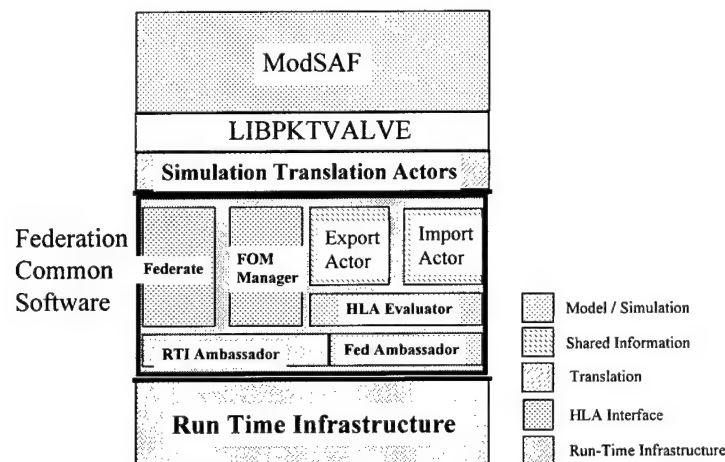 ModSAF
LIBPKTVALVE
Simulation Translation Actors
Federation
Common
Software
Federate
FOM
Manager
Export
Actor
Import
Actor
HLA Evaluator
RTI Ambassador
Fed Ambassador
Run Time Infrastructure
Model / Simulation
Shared Information
Translation
HLA Interface
Run-Time Infrastructure